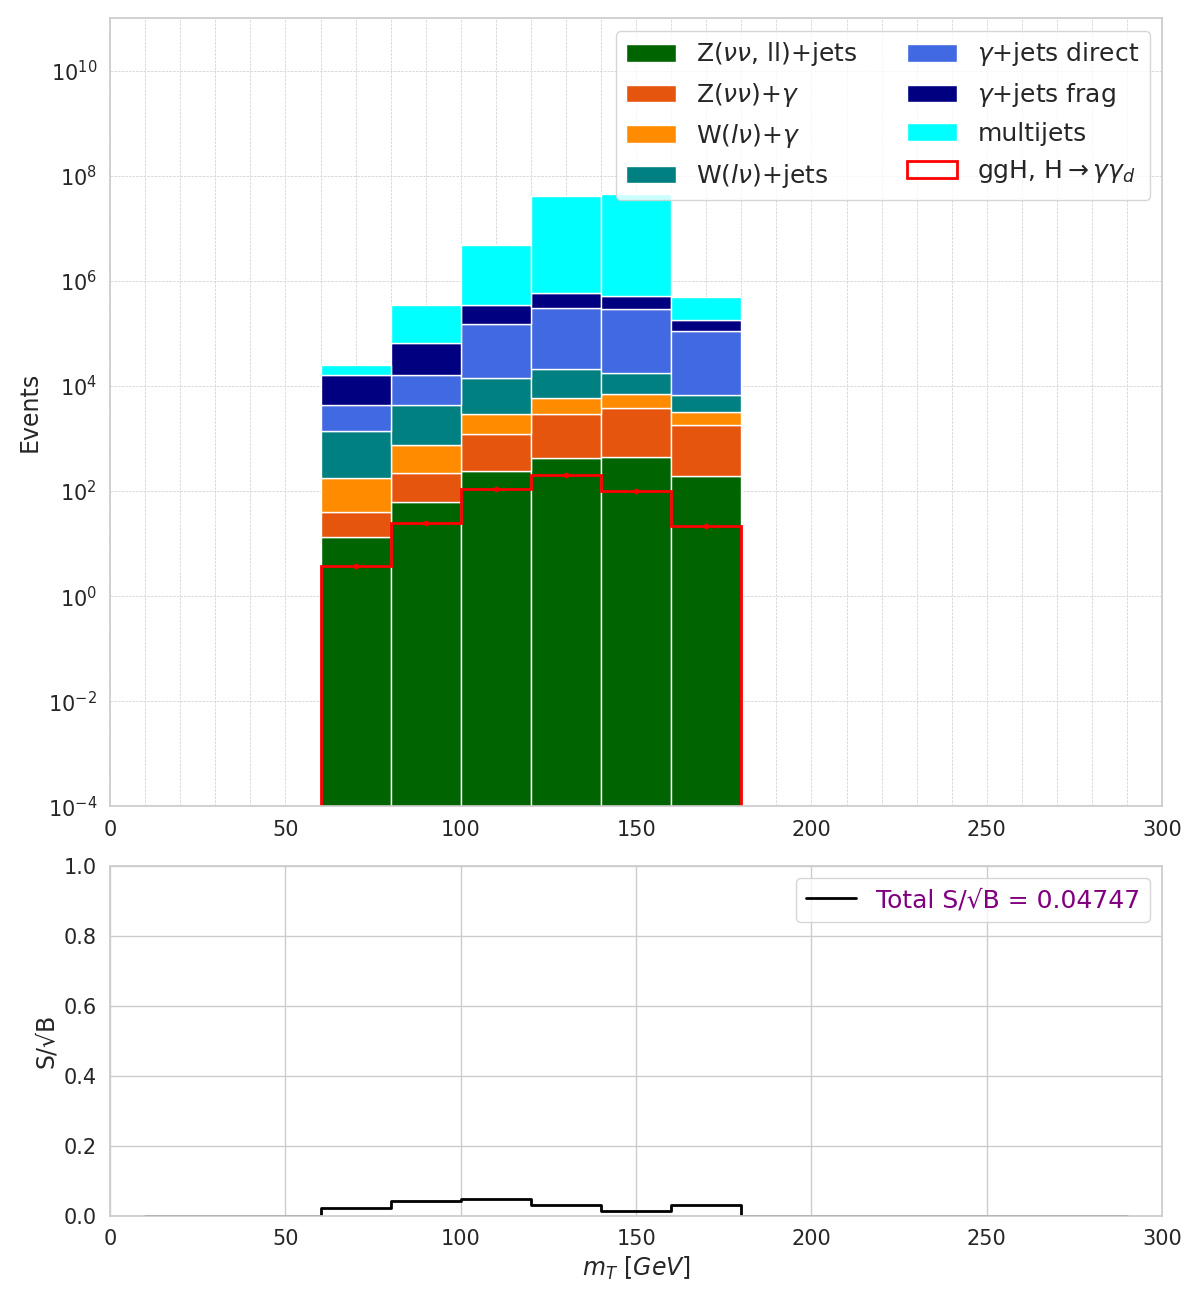 Z(νν, ll)+jets
Z(νν)+γ
W(lν)+γ
W(lν)+jets
γ+jets direct
γ+jets frag
multijets
ggH, H→γγ_d
Events
10^10
10^8
10^6
10^4
10^2
10^0
10^−2
10^−4
0 50 100 150 200 250 300
Total S/√B = 0.04747
S/√B
1.0
0.8
0.6
0.4
0.2
0.0
0 50 100 150 200 250 300
m_T [GeV]